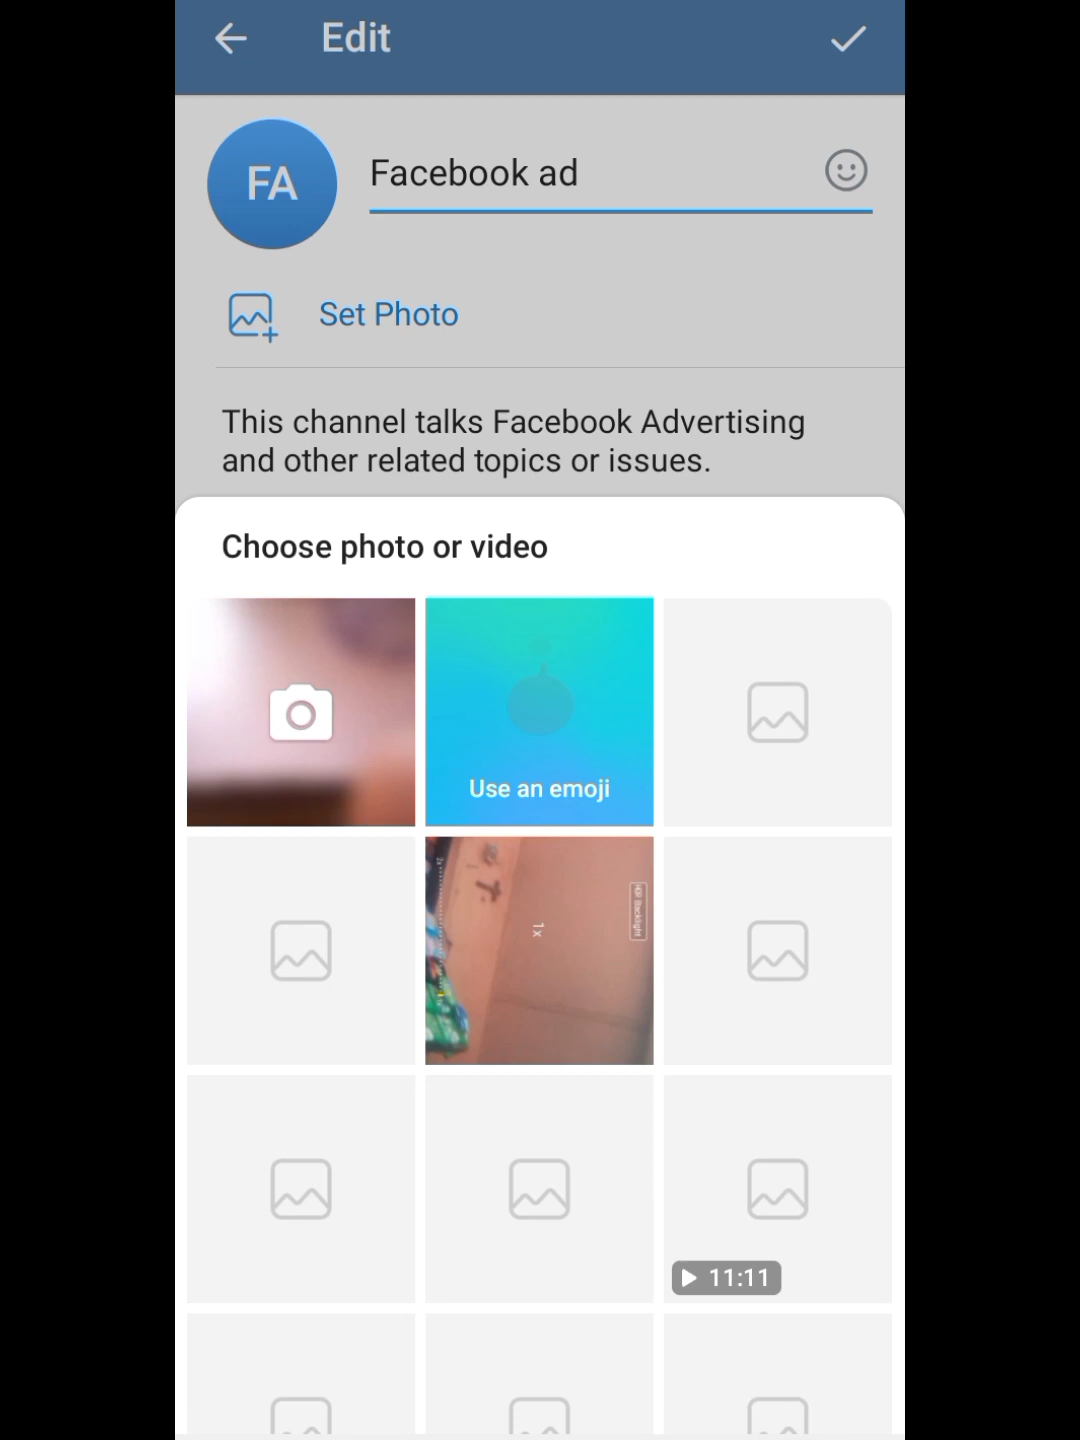 Edit
FA
Facebook ad
Set Photo
This channel talks Facebook Advertising
and other related topics or issues.
Choose photo or video
Use an emoji
1x
11:11